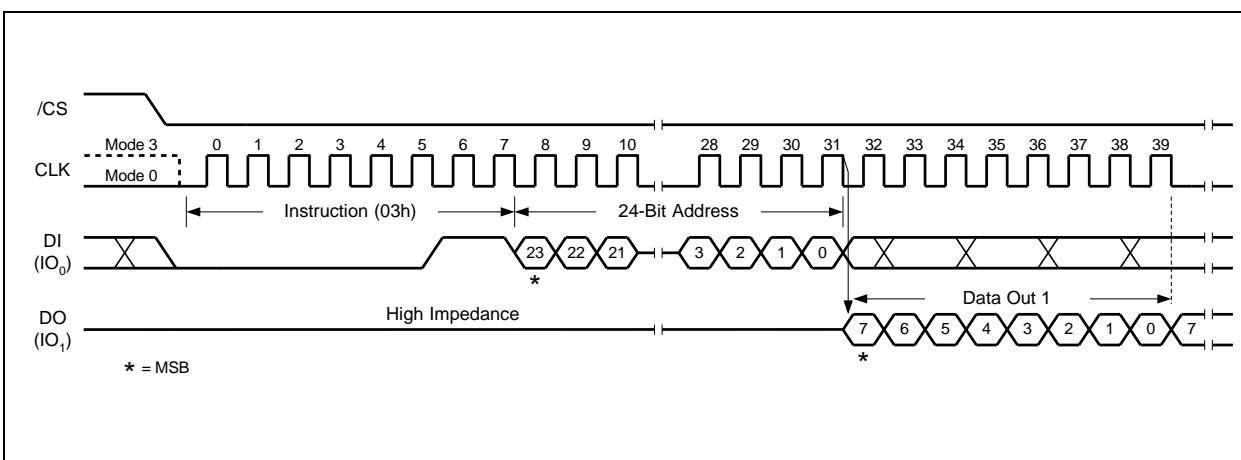 /CS
Mode 3
CLK
Mode 0
0 1 2 3 4 5 6 7 8 9 10 28 29 30 31 32 33 34 35 36 37 38 39
Instruction (03h)
24-Bit Address
DI
(IO₀)
23 22 21 3 2 1 0
*
High Impedance
Data Out 1
DO
(IO₁)
7 6 5 4 3 2 1 0 7
*
* = MSB